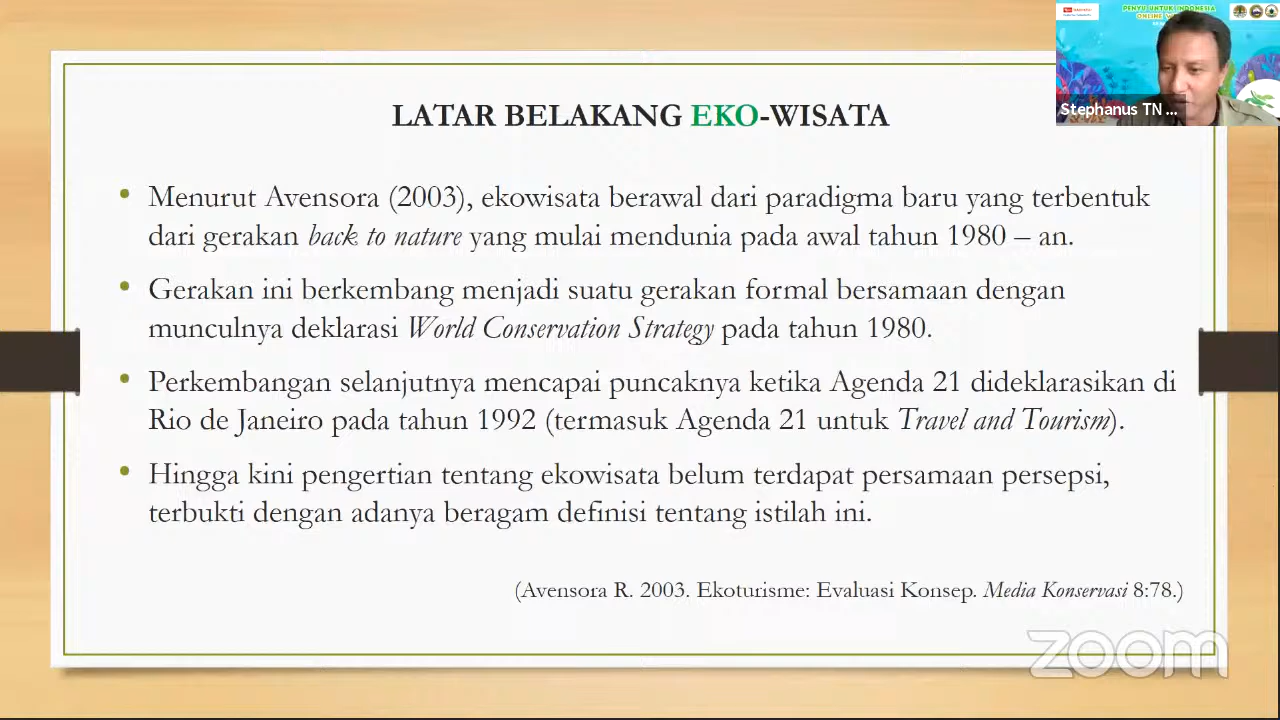 PENYU UNTUK INDONESIA
Stephanus TN ...
LATAR BELAKANG EKO-WISATA
• Menurut Avensora (2003), ekowisata berawal dari paradigma baru yang terbentuk
dari gerakan back to nature yang mulai mendunia pada awal tahun 1980 – an.
• Gerakan ini berkembang menjadi suatu gerakan formal bersamaan dengan
munculnya deklarasi World Conservation Strategy pada tahun 1980.
• Perkembangan selanjutnya mencapai puncaknya ketika Agenda 21 dideklarasikan di
Rio de Janeiro pada tahun 1992 (termasuk Agenda 21 untuk Travel and Tourism).
• Hingga kini pengertian tentang ekowisata belum terdapat persamaan persepsi,
terbukti dengan adanya beragam definisi tentang istilah ini.
(Avensora R. 2003. Ekoturisme: Evaluasi Konsep. Media Konservasi 8:78.)
zoom